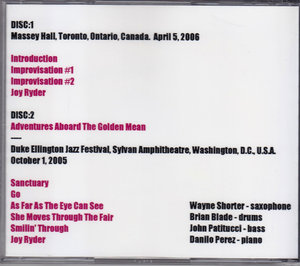 DISC:1
Massey Hall, Toronto, Ontario, Canada. April 5, 2006
Introduction
Improvisation #1
Improvisation #2
Joy Ryder
DISC:2
Adventures Aboard The Golden Mean
----
Duke Ellington Jazz Festival, Sylvan Amphitheatre, Washington, D.C., U.S.A.
October 1, 2005
Sanctuary
Go
As Far As The Eye Can See
Wayne Shorter - saxophone
She Moves Through The Fair
Brian Blade - drums
Smilin' Through
John Patitucci - bass
Joy Ryder
Danilo Perez - piano